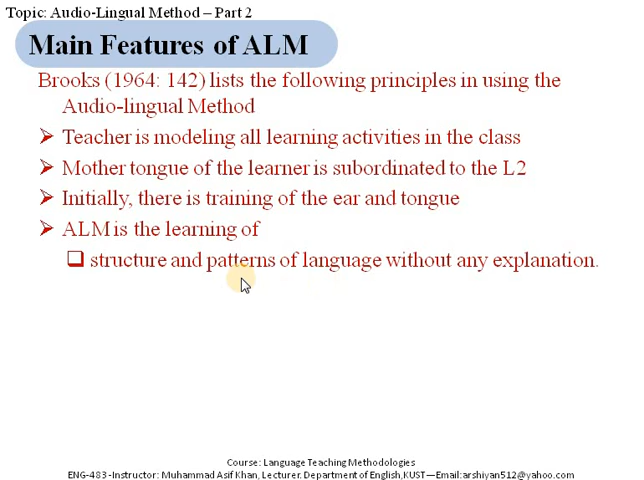 Topic: Audio-Lingual Method – Part 2
Main Features of ALM
Brooks (1964: 142) lists the following principles in using the
Audio-lingual Method
Teacher is modeling all learning activities in the class
Mother tongue of the learner is subordinated to the L2
Initially, there is training of the ear and tongue
ALM is the learning of
structure and patterns of language without any explanation.
Course: Language Teaching Methodologies
ENG-483 -Instructor: Muhammad Asif Khan, Lecturer. Department of English,KUST—Email:arshiyan512@yahoo.com